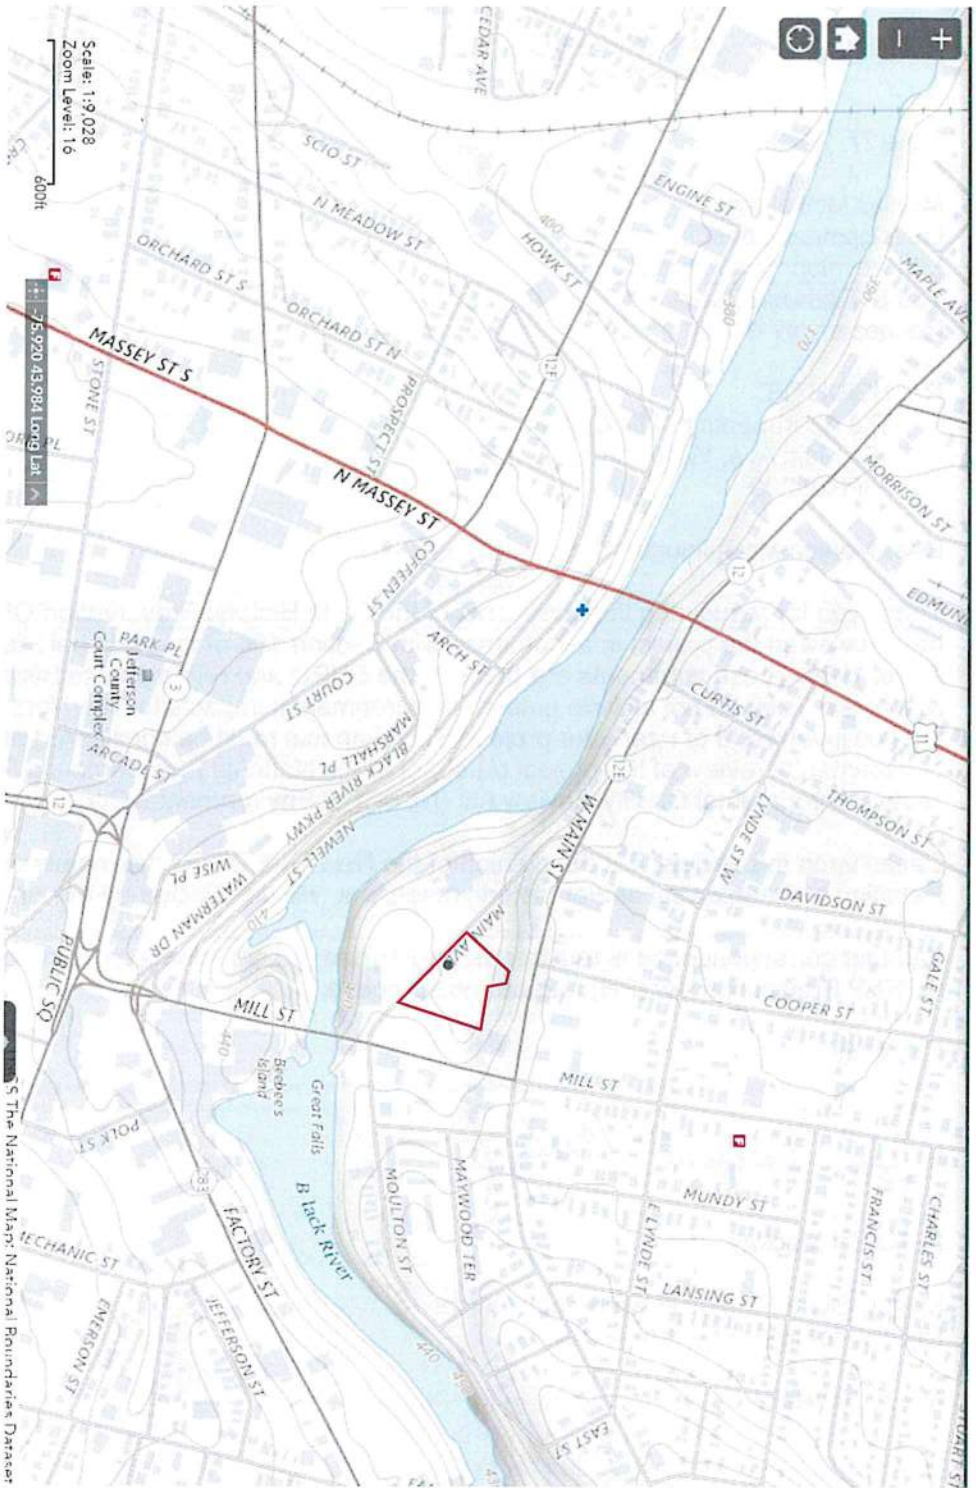 +
−
CEDAR AVE
SCIO ST
N MEADOW ST
ORCHARD ST S
ORCHARD ST N
HOWK ST
ENGINE ST
MAPLE AVE
400
380
390
370
12F
MASSEY ST S
STONE ST
PROSPECT ST
N MASSEY ST
COFFEEN ST
ARCH ST
MORRISON ST
EDMUN
12
CURTIS ST
11
12E
W MAIN ST
LYNDE ST W
THOMPSON ST
DAVIDSON ST
GALE ST
COOPER ST
PARK PL
Jefferson
County
Court Complex
3
COURT ST
MARSHALL PL
BLACK RIVER PKWY
NEWELL ST
ARCADE ST
12
WISE PL
WATERMAN DR
410
PUBLIC SQ
MAIN AVE
MILL ST
MILL ST
440
Beebee's
Island
Great Falls
Black River
POLK ST
283
FACTORY ST
MECHANIC ST
EMERSON ST
JEFFERSON ST
MOULTON ST
MAYWOOD TER
440
E LYNDE ST
MUNDY ST
LANSING ST
FRANCIS ST
CHARLES ST
EAST ST
STUART ST
F
F
Scale: 1:9,028
Zoom Level: 16
600ft
-75.920 43.984 Long Lat
S The National Map: National Boundaries Dataset